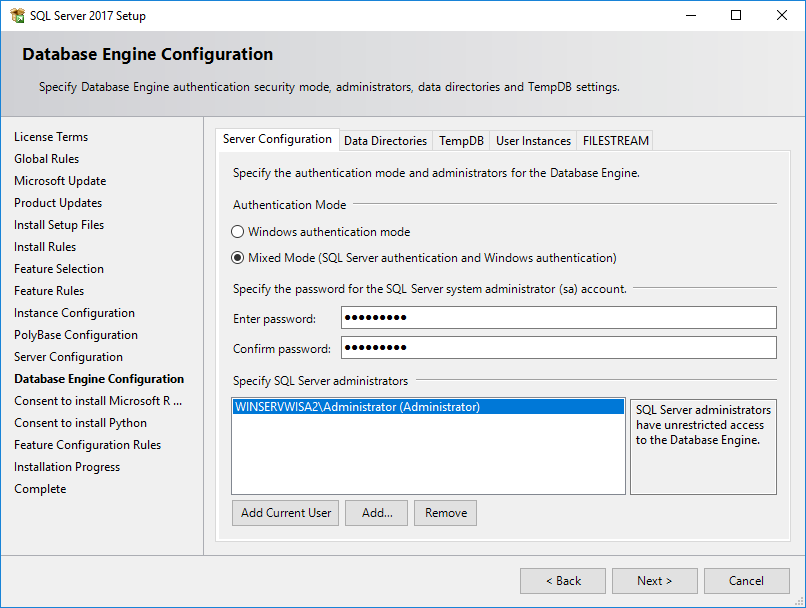 SQL Server 2017 Setup
Database Engine Configuration
Specify Database Engine authentication security mode, administrators, data directories and TempDB settings.
License Terms
Global Rules
Microsoft Update
Product Updates
Install Setup Files
Install Rules
Feature Selection
Feature Rules
Instance Configuration
PolyBase Configuration
Server Configuration
Database Engine Configuration
Consent to install Microsoft R ...
Consent to install Python
Feature Configuration Rules
Installation Progress
Complete
Server Configuration Data Directories TempDB User Instances FILESTREAM
Specify the authentication mode and administrators for the Database Engine.
Authentication Mode
Windows authentication mode
Mixed Mode (SQL Server authentication and Windows authentication)
Specify the password for the SQL Server system administrator (sa) account.
Enter password: ●●●●●●●●●
Confirm password: ●●●●●●●●●
Specify SQL Server administrators
WINSERVWISA2\Administrator (Administrator)
SQL Server administrators
have unrestricted access
to the Database Engine.
Add Current User Add... Remove
< Back Next > Cancel